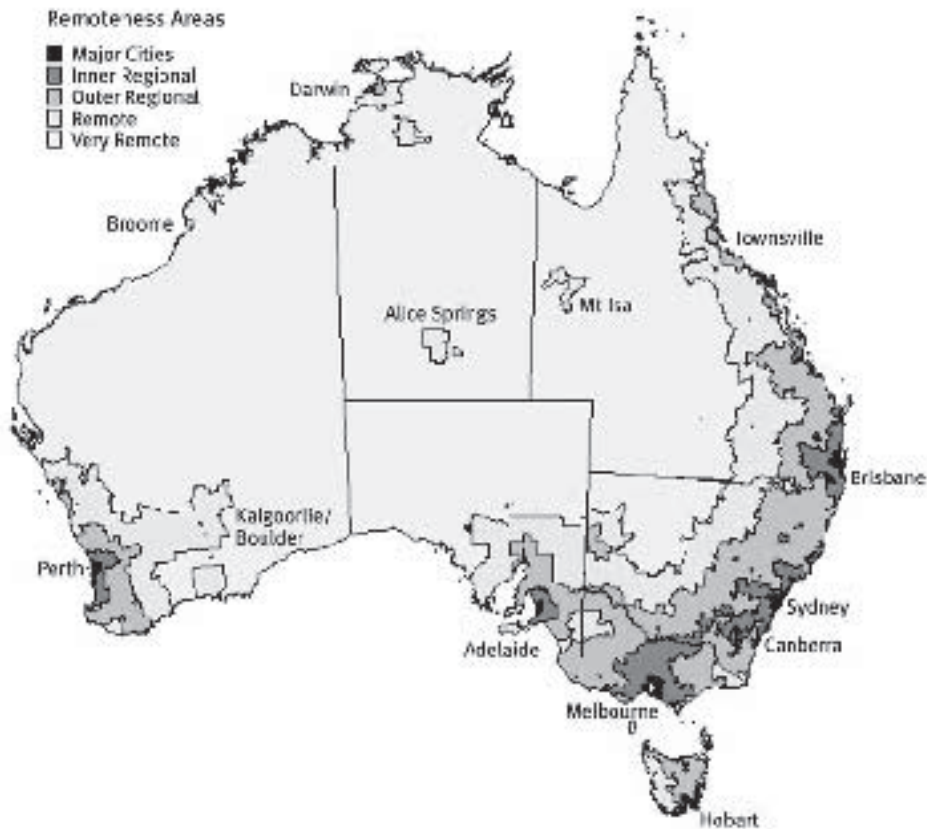 Remoteness Areas
Major Cities
Inner Regional
Outer Regional
Remote
Very Remote
Darwin
Broome
Townsville
Mt Isa
Alice Springs
Brisbane
Kalgoorlie/
Boulder
Perth
Sydney
Adelaide
Canberra
Melbourne
Hobart